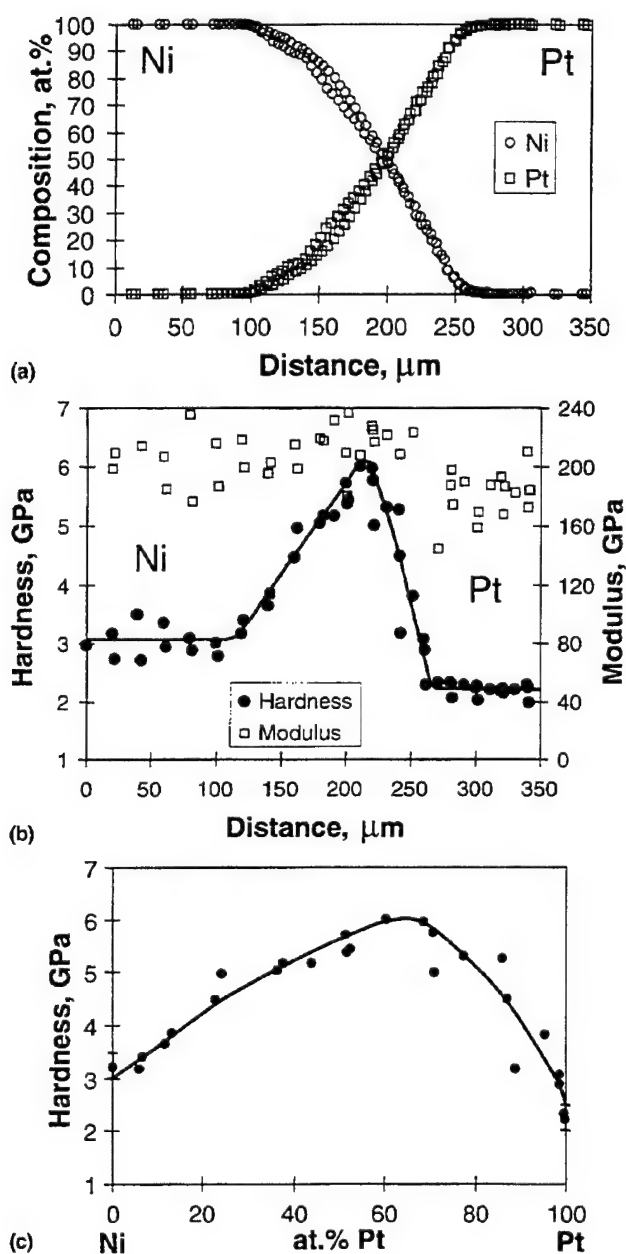 100
90
80
70
60
50
40
30
20
10
0
Composition, at.%
Ni
Pt
Ni
Pt
0 50 100 150 200 250 300 350
Distance, μm
(a)
7
6
5
4
3
2
1
Hardness, GPa
240
200
160
120
80
40
0
Modulus, GPa
Ni
Pt
Hardness
Modulus
0 50 100 150 200 250 300 350
Distance, μm
(b)
7
6
5
4
3
2
1
Hardness, GPa
0 20 40 60 80 100
Ni at.% Pt Pt
(c)